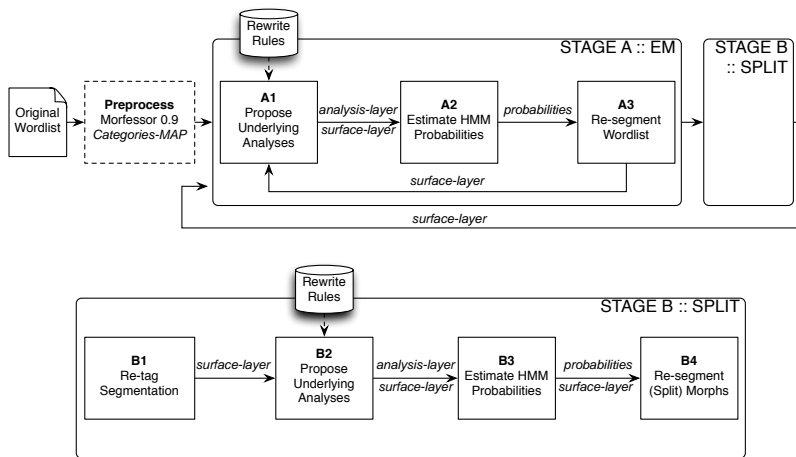 Rewrite
Rules
STAGE A :: EM
STAGE B
:: SPLIT
Original
Wordlist
Preprocess
Morfessor 0.9
Categories-MAP
A1
Propose
Underlying
Analyses
analysis-layer
surface-layer
A2
Estimate HMM
Probabilities
probabilities
A3
Re-segment
Wordlist
surface-layer
surface-layer
Rewrite
Rules
STAGE B :: SPLIT
B1
Re-tag
Segmentation
surface-layer
B2
Propose
Underlying
Analyses
analysis-layer
surface-layer
B3
Estimate HMM
Probabilities
probabilities
surface-layer
B4
Re-segment
(Split) Morphs